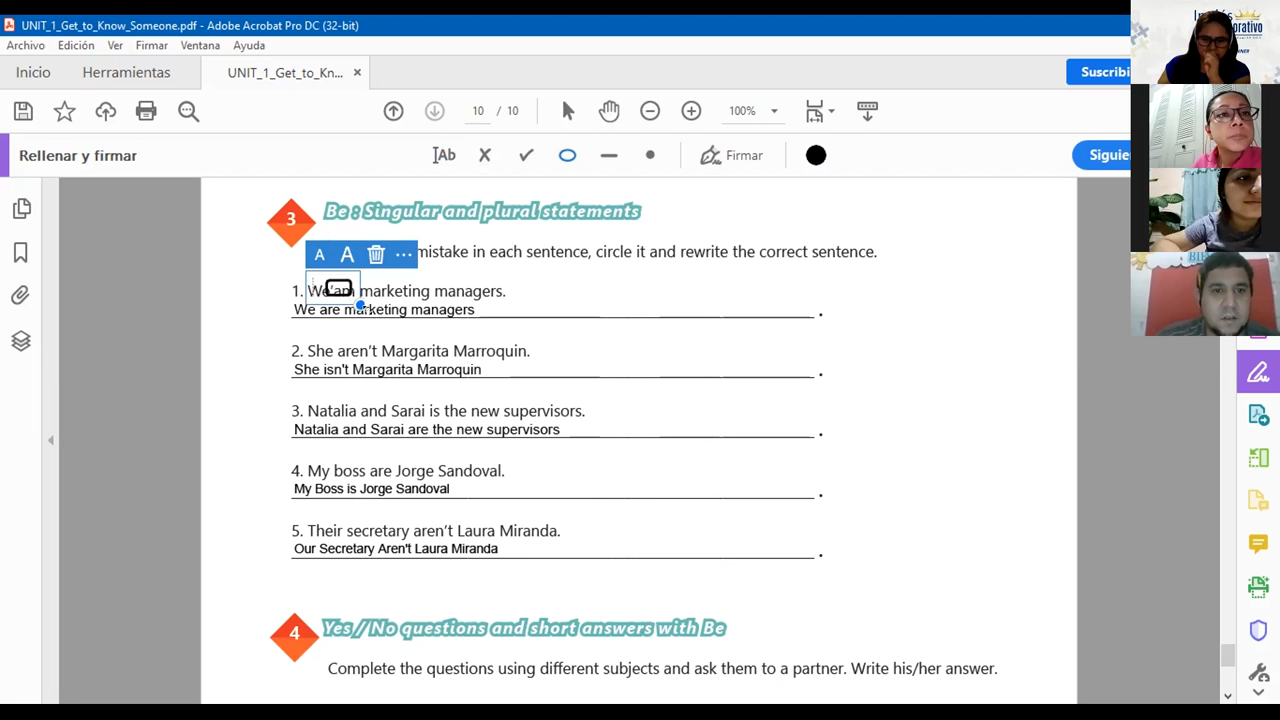 UNIT_1_Get_to_Know_Someone.pdf - Adobe Acrobat Pro DC (32-bit)
Archivo Edición Ver Firmar Ventana Ayuda
Inicio Herramientas UNIT_1_Get_to_Kn... × Suscribi
10 / 10 100%
Rellenar y firmar Ab Firmar Siguie
3 Be : Singular and plural statements
A A ... mistake in each sentence, circle it and rewrite the correct sentence.
1. We am marketing managers.
We are marketing managers .
2. She aren't Margarita Marroquin.
She isn't Margarita Marroquin .
3. Natalia and Sarai is the new supervisors.
Natalia and Sarai are the new supervisors .
4. My boss are Jorge Sandoval.
My Boss is Jorge Sandoval .
5. Their secretary aren't Laura Miranda.
Our Secretary Aren't Laura Miranda .
4 Yes / No questions and short answers with Be
Complete the questions using different subjects and ask them to a partner. Write his/her answer.